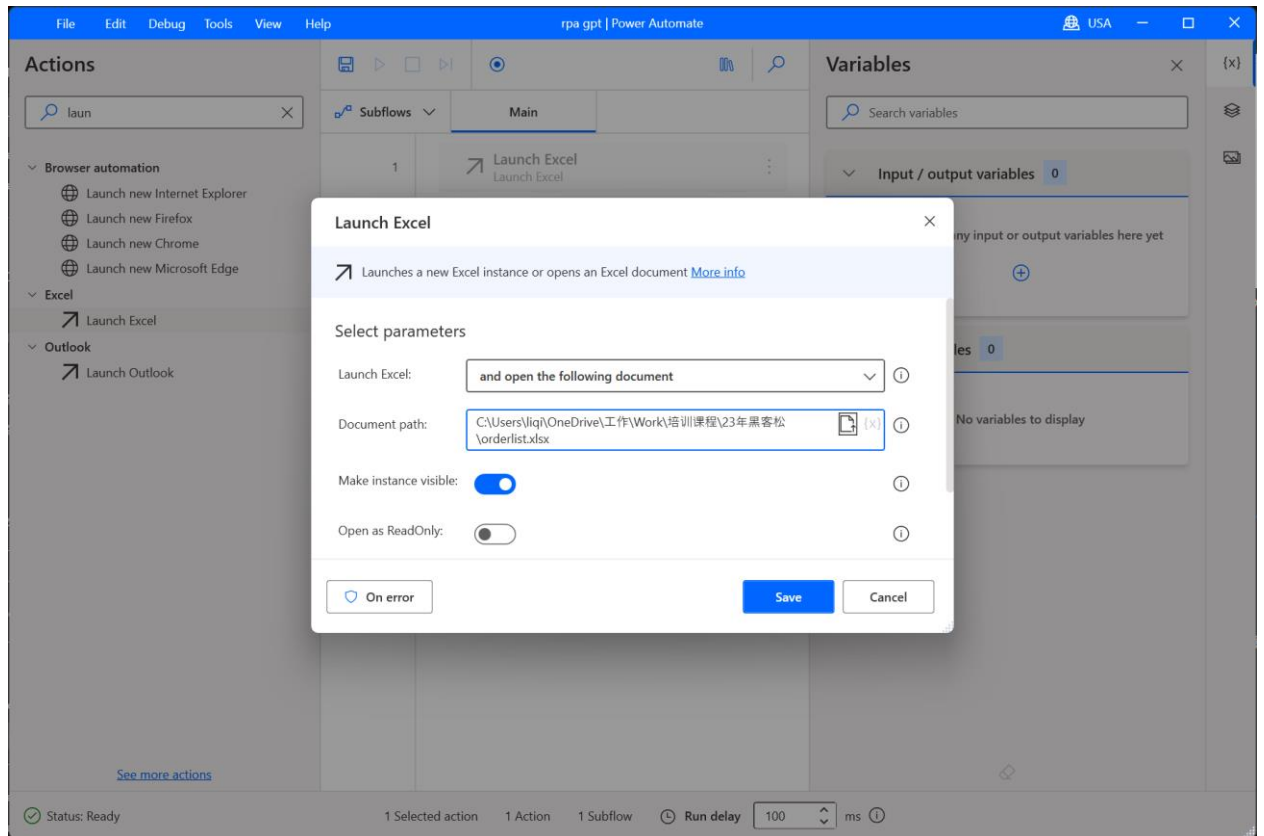 File Edit Debug Tools View Help rpa gpt | Power Automate USA
Actions
laun
Browser automation
Launch new Internet Explorer
Launch new Firefox
Launch new Chrome
Launch new Microsoft Edge
Excel
Launch Excel
Outlook
Launch Outlook
See more actions
Subflows Main
1 Launch Excel
Launch Excel
Variables {x}
Search variables
Input / output variables 0
any input or output variables here yet
les 0
No variables to display
Launch Excel
Launches a new Excel instance or opens an Excel document More info
Select parameters
Launch Excel: and open the following document
Document path: C:\Users\liqi\OneDrive\工作\Work\培训课程\23年黑客松
\orderlist.xlsx {x}
Make instance visible:
Open as ReadOnly:
On error Save Cancel
Status: Ready 1 Selected action 1 Action 1 Subflow Run delay 100 ms